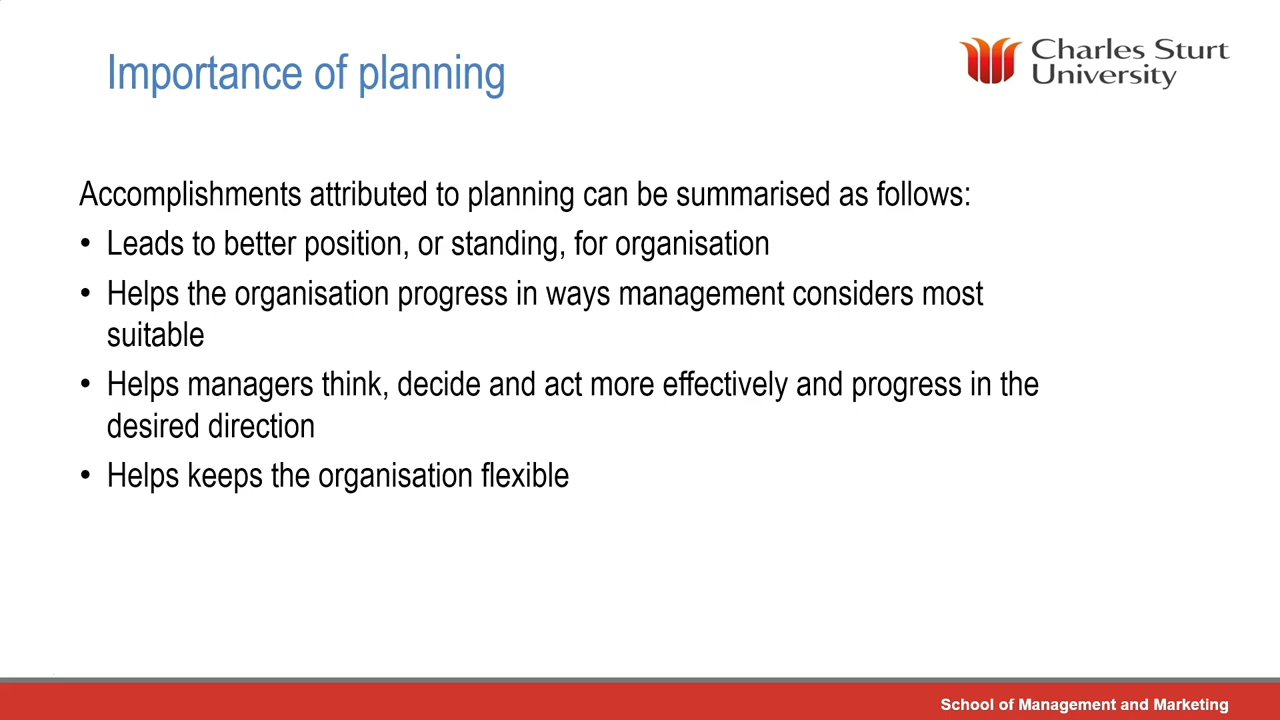 Importance of planning
Charles Sturt
University
Accomplishments attributed to planning can be summarised as follows:
• Leads to better position, or standing, for organisation
• Helps the organisation progress in ways management considers most
suitable
• Helps managers think, decide and act more effectively and progress in the
desired direction
• Helps keeps the organisation flexible
School of Management and Marketing